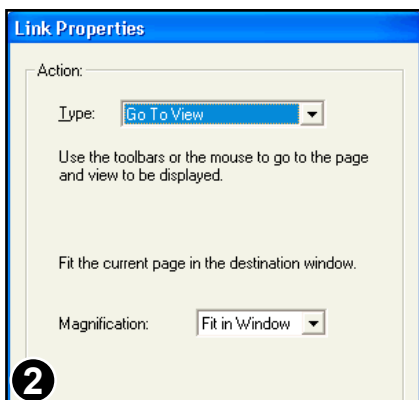 Link Properties
Action:
Type: Go To View
Use the toolbars or the mouse to go to the page
and view to be displayed.
Fit the current page in the destination window.
Magnification: Fit in Window
2